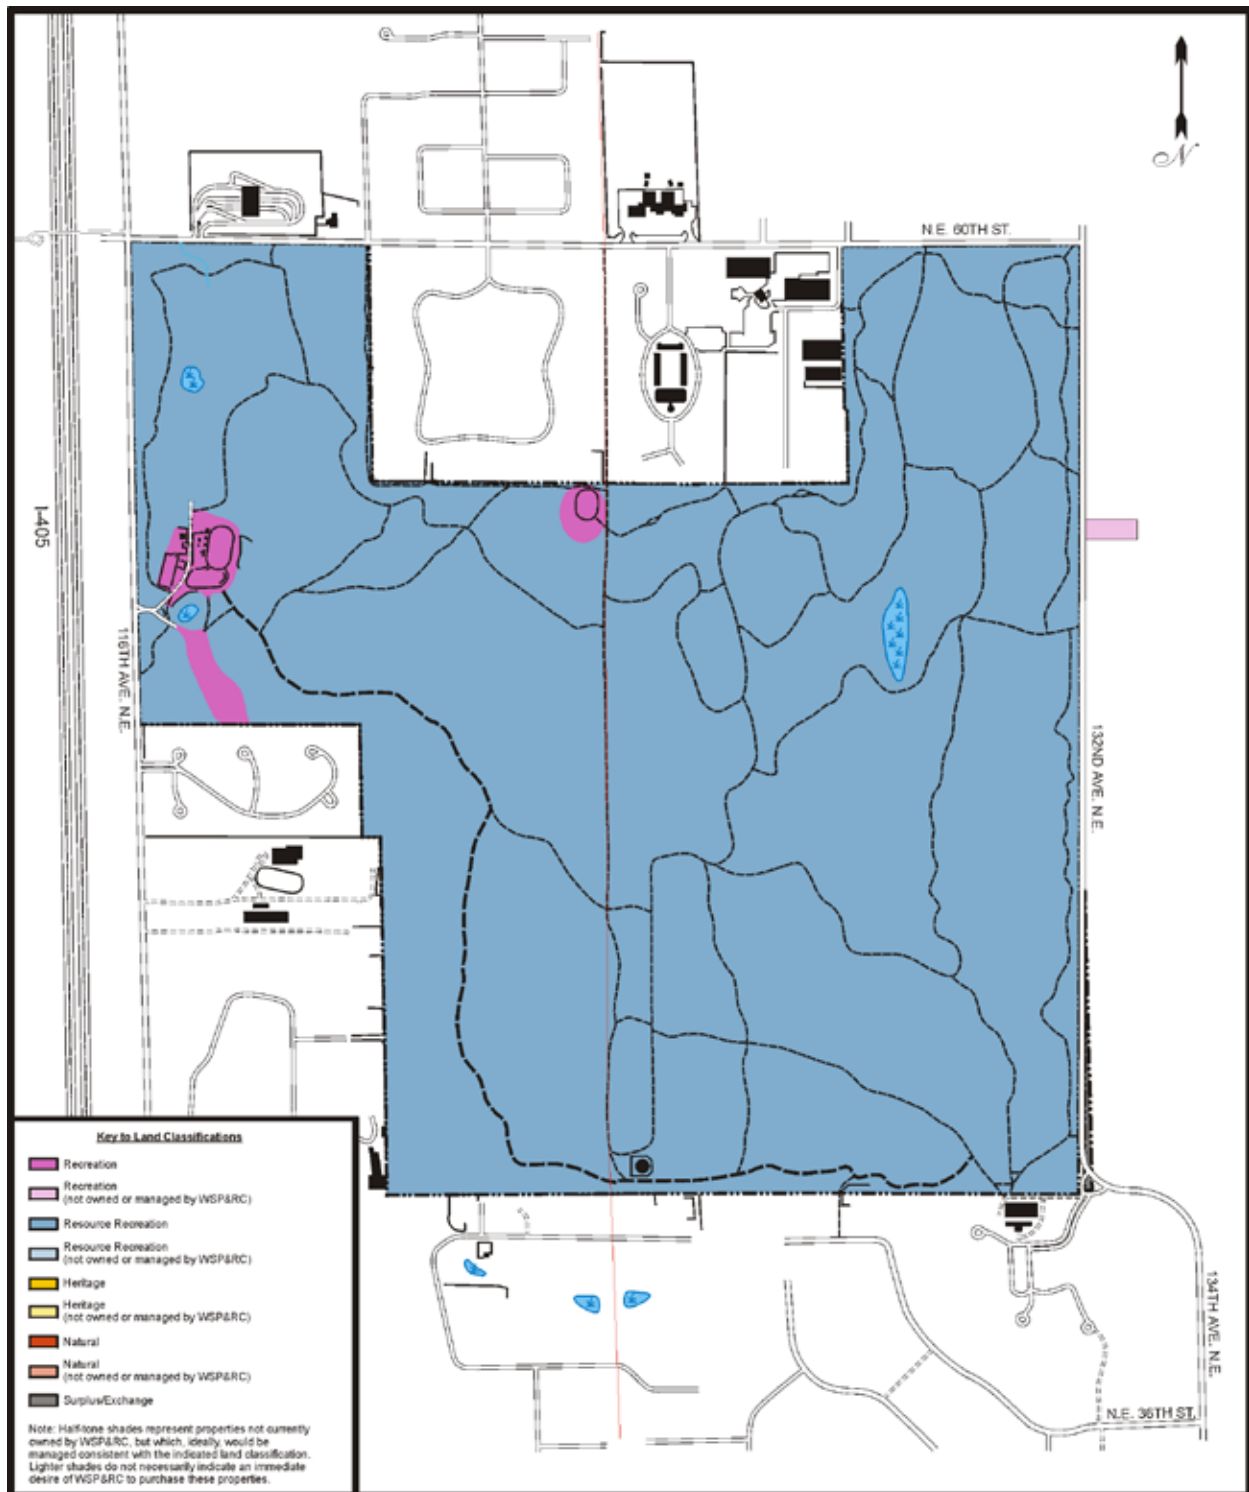 N
N.E. 60TH ST.
I-405
116TH AVE. N.E.
132ND AVE. N.E.
134TH AVE. N.E.
N.E. 36TH ST.
Key to Land Classifications
Recreation
Recreation
(not owned or managed by WSP&RC)
Resource Recreation
Resource Recreation
(not owned or managed by WSP&RC)
Heritage
Heritage
(not owned or managed by WSP&RC)
Natural
Natural
(not owned or managed by WSP&RC)
Surplus/Exchange
Note: Half-tone shades represent properties not currently
owned by WSP&RC, but which, ideally, would be
managed consistent with the indicated land classification.
Lighter shades do not necessarily indicate an immediate
desire of WSP&RC to purchase these properties.